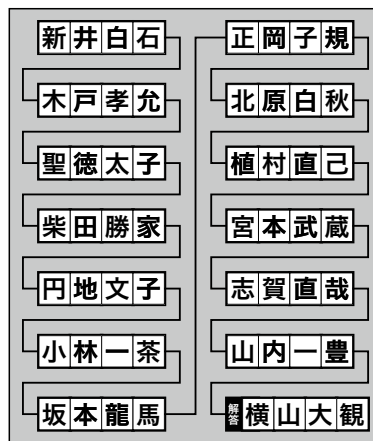 新井白石
木戸孝允
聖徳太子
柴田勝家
円地文子
小林一茶
坂本龍馬
正岡子規
北原白秋
植村直己
宮本武蔵
志賀直哉
山内一豊
解答 横山大観